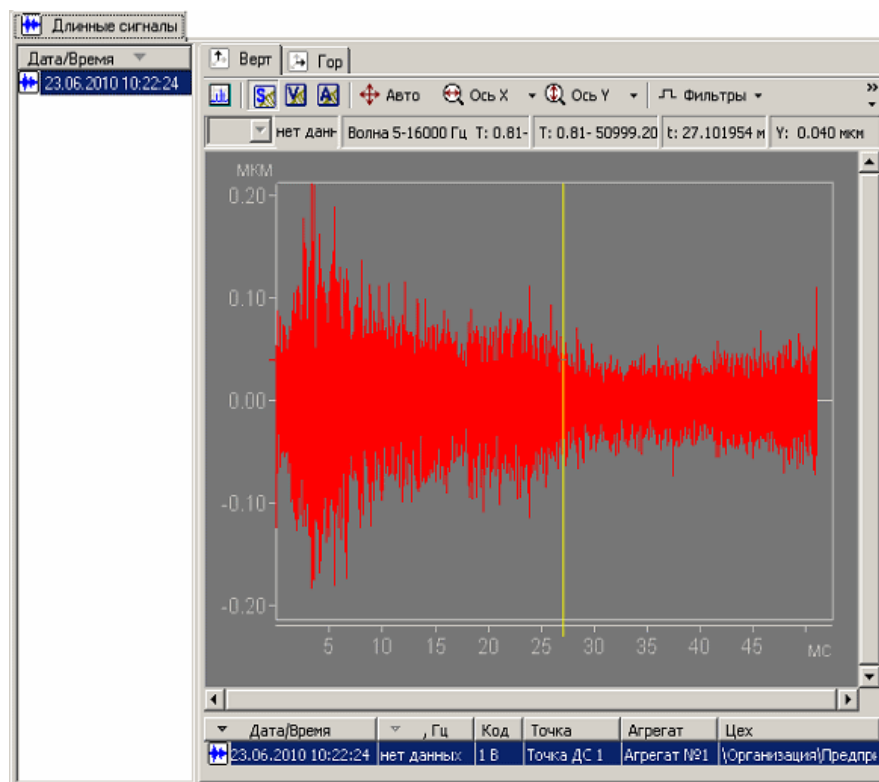 Длинные сигналы
Дата/Время
23.06.2010 10:22:24
Верт Гор
S V A Авто Ось X Ось Y Фильтры »
нет данн Волна 5-16000 Гц T: 0.81- T: 0.81- 50999.20 t: 27.101954 м Y: 0.040 мкм
мкм
0.20
0.10
0.00
-0.10
-0.20
5 10 15 20 25 30 35 40 45 мс
Дата/Время , Гц Код Точка Агрегат Цех
23.06.2010 10:22:24 нет данных 1 В Точка ДС 1 Агрегат №1 \Организация\Предпри